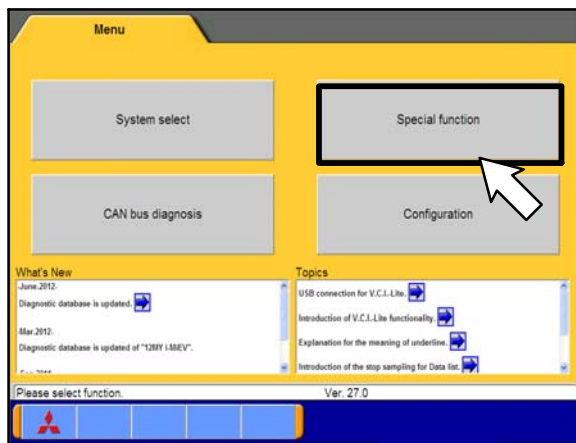 Menu
System select
Special function
CAN bus diagnosis
Configuration
What's New
-June.2012-
Diagnostic database is updated.
-Mar.2012-
Diagnostic database is updated of "12MY i-MiEV".
Topics
USB connection for V.C.I.-Lite.
Introduction of V.C.I.-Lite functionality.
Explanation for the meaning of underline.
Introduction of the stop sampling for Data list.
Please select function.
Ver. 27.0